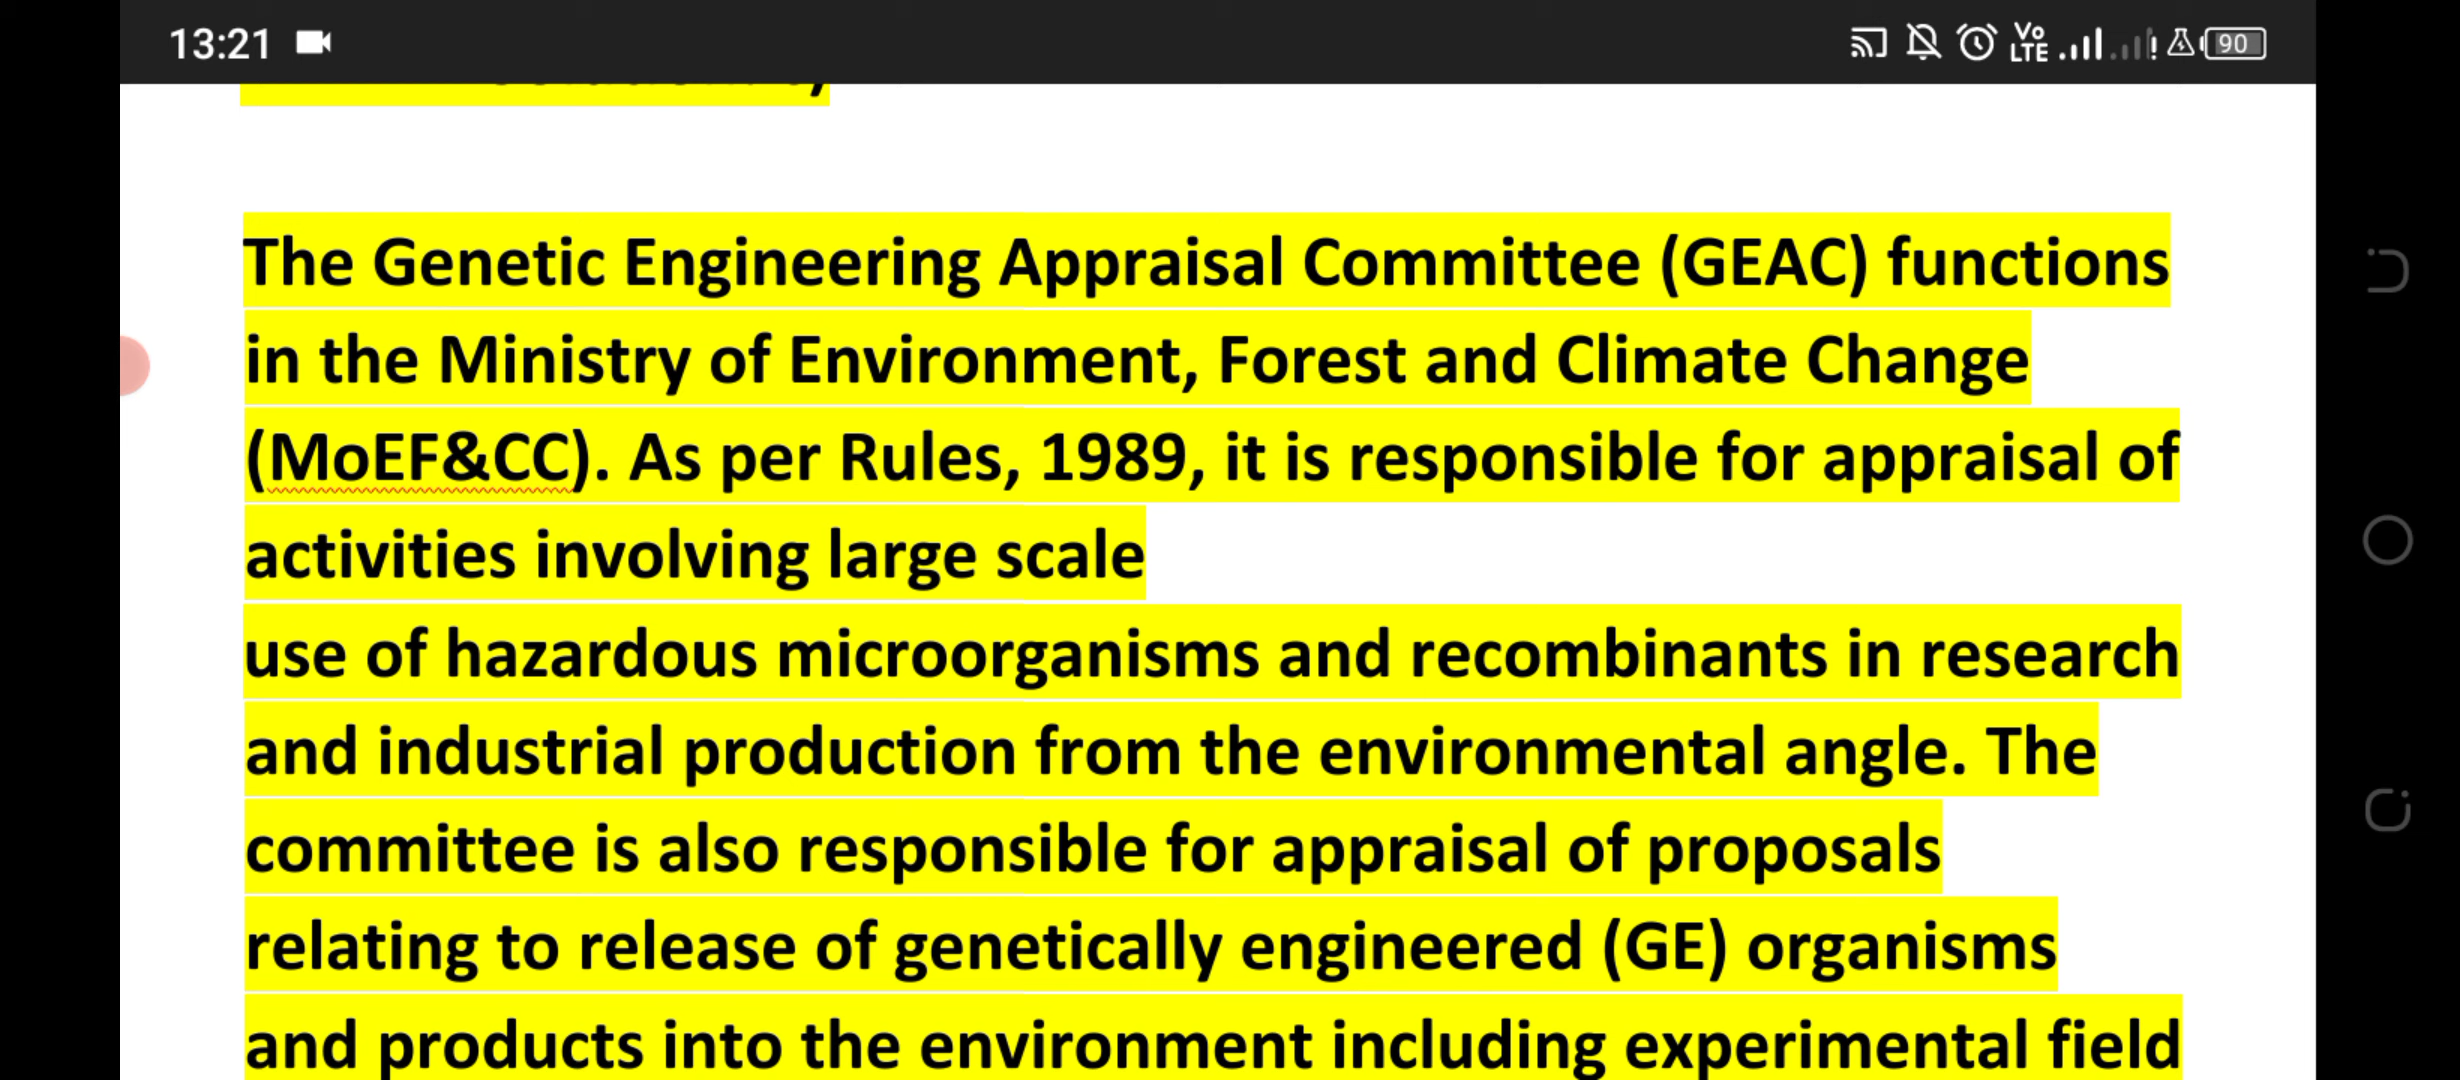 13:21
Vo
LTE
90
The Genetic Engineering Appraisal Committee (GEAC) functions
in the Ministry of Environment, Forest and Climate Change
(MoEF&CC). As per Rules, 1989, it is responsible for appraisal of
activities involving large scale
use of hazardous microorganisms and recombinants in research
and industrial production from the environmental angle. The
committee is also responsible for appraisal of proposals
relating to release of genetically engineered (GE) organisms
and products into the environment including experimental field